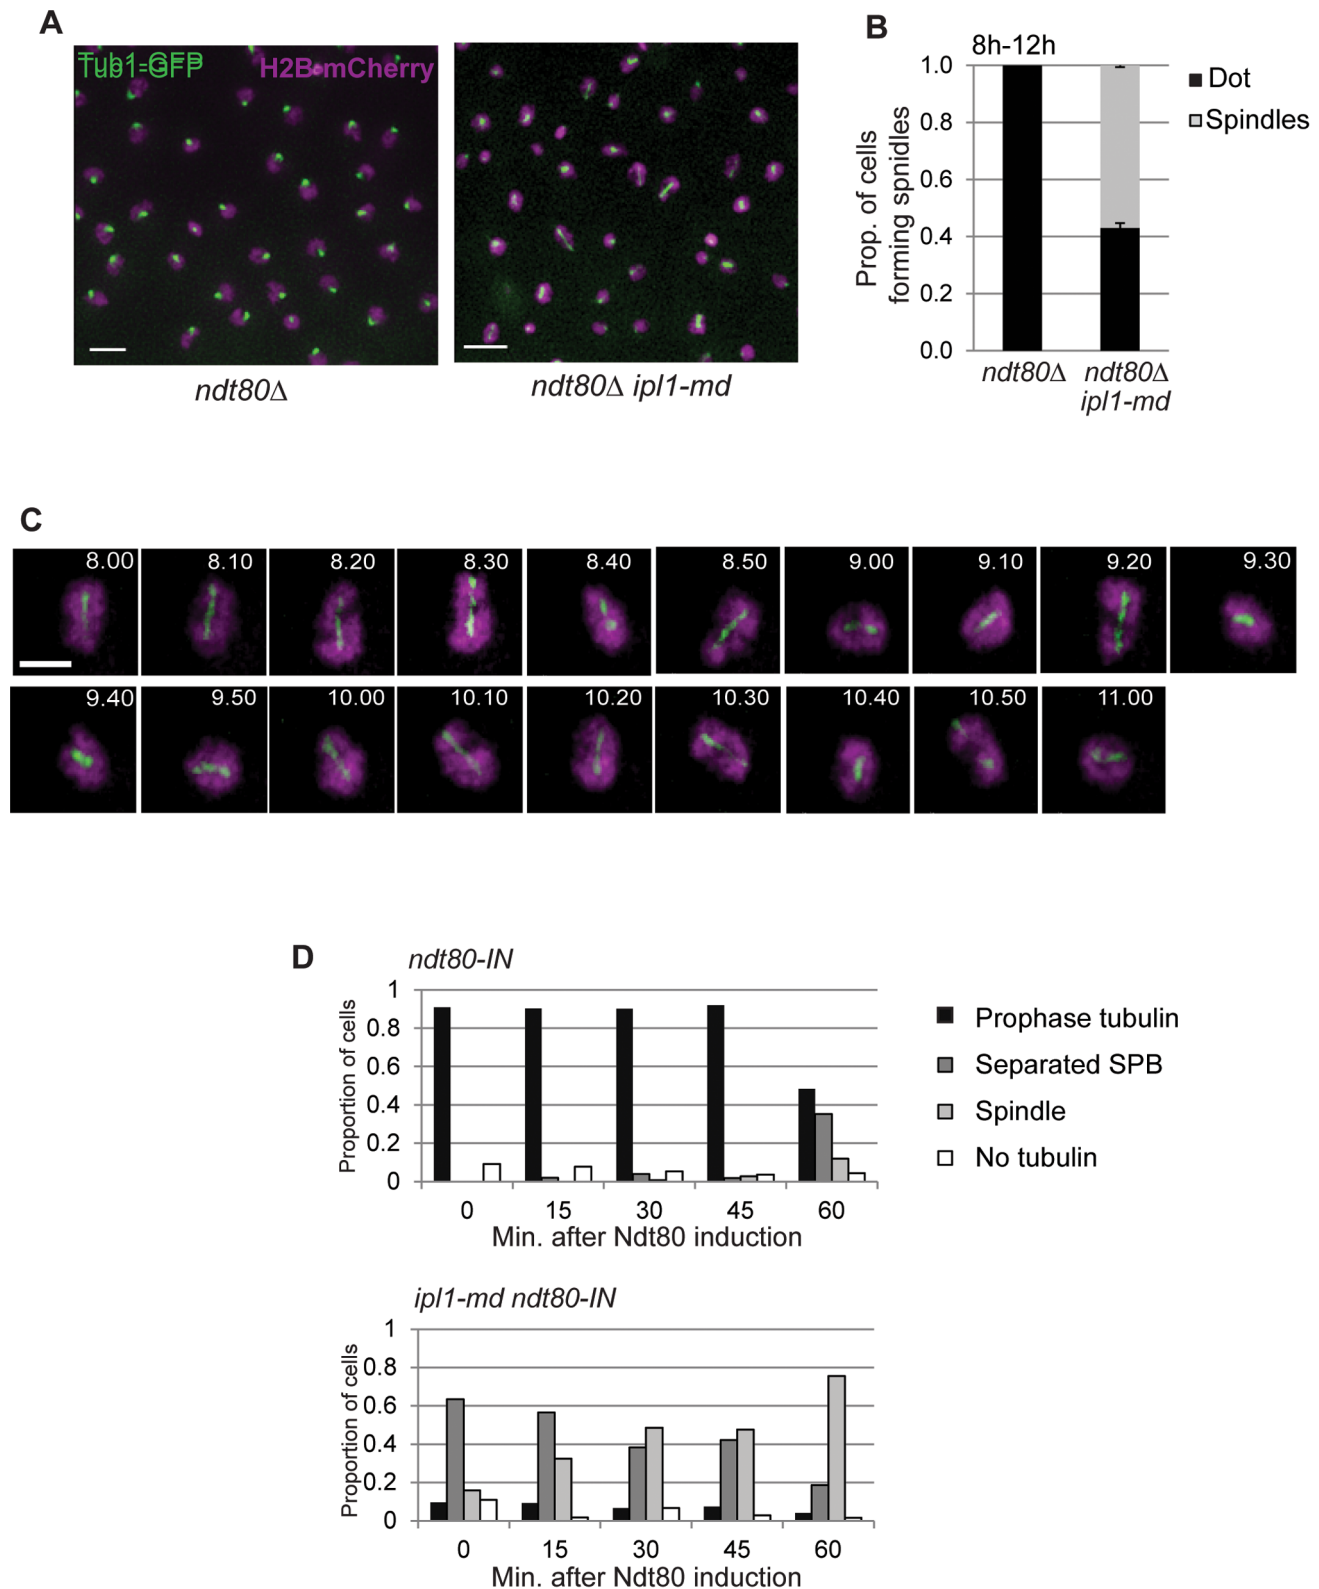 A
Tub1-GFP
H2B-mCherry
ndt80Δ
ndt80Δ ipl1-md
B
8h-12h
Prop. of cells
forming spnidles
1.0
0.8
0.6
0.4
0.2
0.0
ndt80Δ
ndt80Δ
ipl1-md
Dot
Spindles
C
8.00 8.10 8.20 8.30 8.40 8.50 9.00 9.10 9.20 9.30
9.40 9.50 10.00 10.10 10.20 10.30 10.40 10.50 11.00
D
ndt80-IN
Proportion of cells
1
0.8
0.6
0.4
0.2
0
0 15 30 45 60
Min. after Ndt80 induction
Prophase tubulin
Separated SPB
Spindle
No tubulin
ipl1-md ndt80-IN
Proportion of cells
1
0.8
0.6
0.4
0.2
0
0 15 30 45 60
Min. after Ndt80 induction